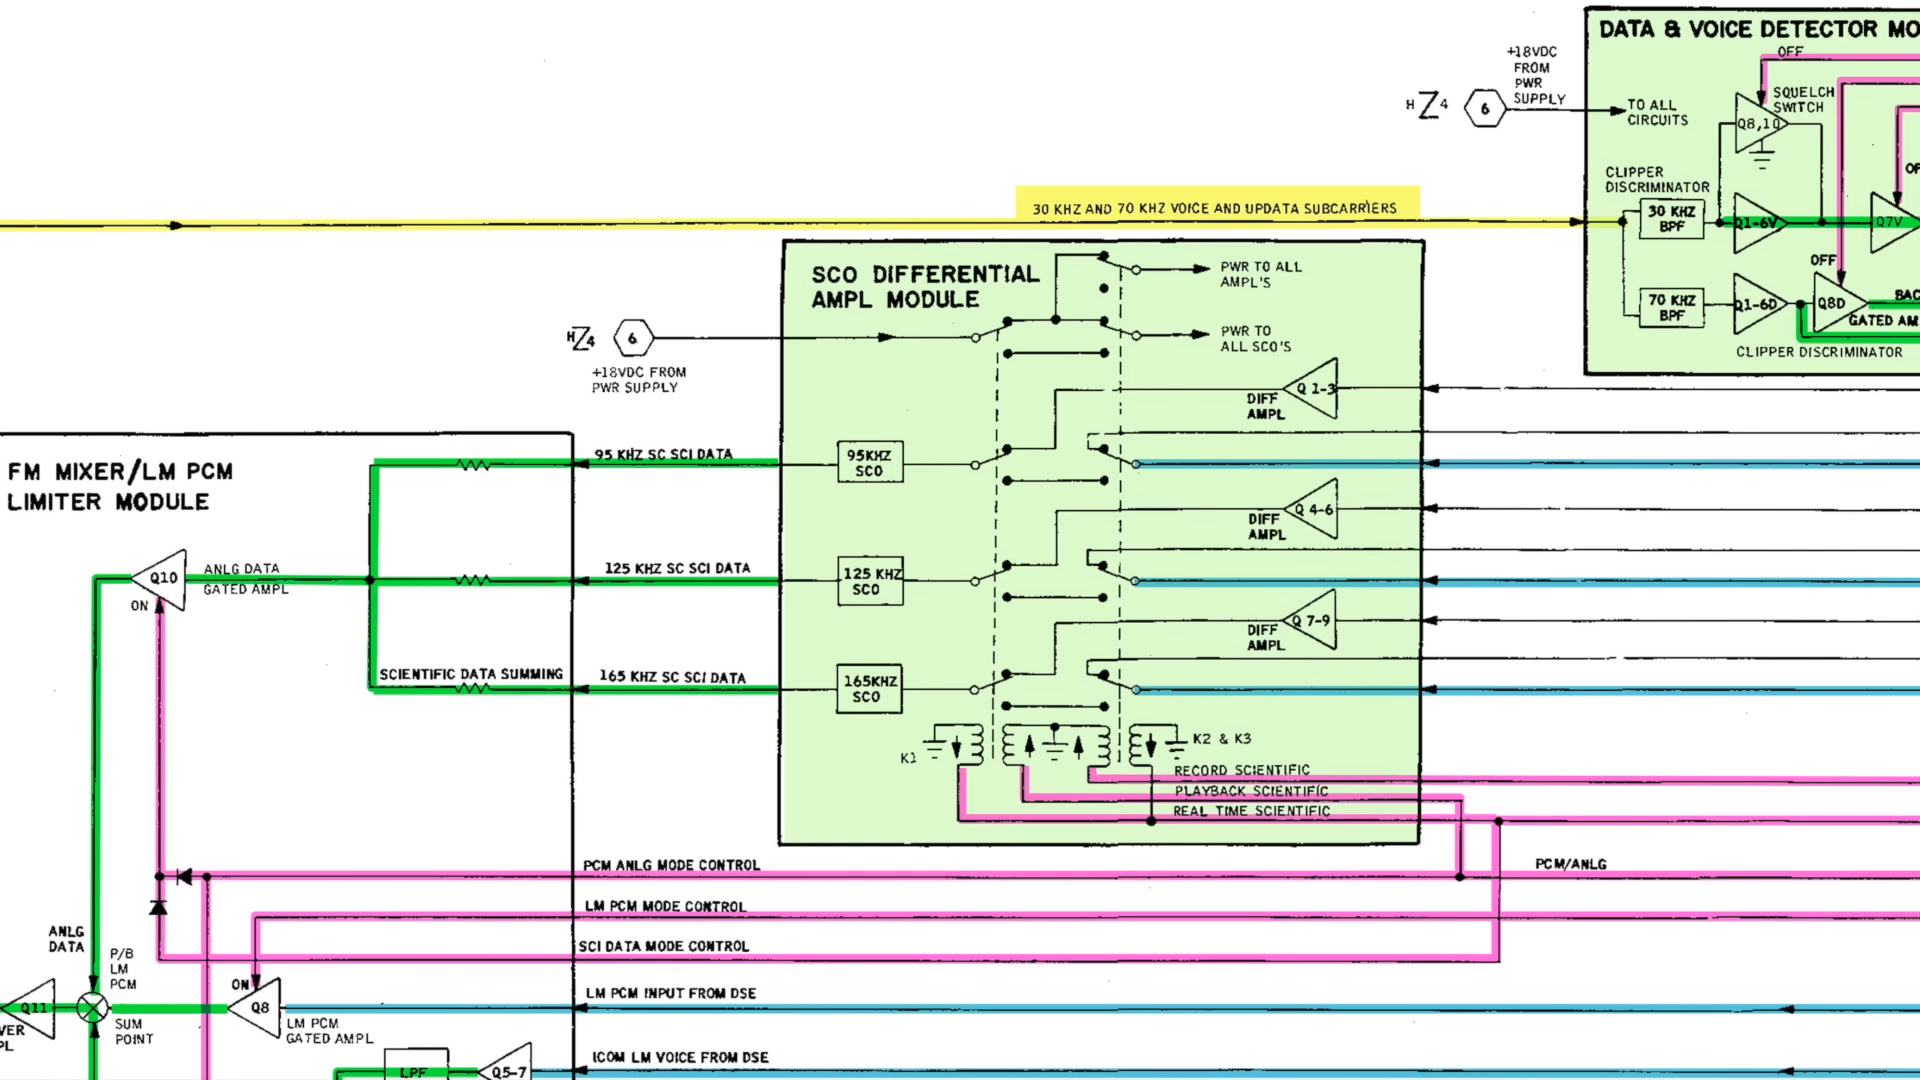 DATA & VOICE DETECTOR MO
+18VDC
FROM
PWR
SUPPLY
H Z4
6
TO ALL
CIRCUITS
OFF
SQUELCH
SWITCH
Q8,10
CLIPPER
DISCRIMINATOR
30 KHZ
BPF
Q1-6V
Q7V
OF
OFF
70 KHZ
BPF
Q1-6D
Q8D
BAC
GATED AM
CLIPPER DISCRIMINATOR
30 KHZ AND 70 KHZ VOICE AND UPDATA SUBCARRIERS
SCO DIFFERENTIAL
AMPL MODULE
PWR TO ALL
AMPL'S
PWR TO
ALL SCO'S
HZ4
6
+18VDC FROM
PWR SUPPLY
Q 1-3
DIFF
AMPL
95KHZ
SCO
Q 4-6
DIFF
AMPL
125 KHZ
SCO
Q 7-9
DIFF
AMPL
165KHZ
SCO
K1
K2 & K3
RECORD SCIENTIFIC
PLAYBACK SCIENTIFIC
REAL TIME SCIENTIFIC
FM MIXER/LM PCM
LIMITER MODULE
95 KHZ SC SCI DATA
125 KHZ SC SCI DATA
165 KHZ SC SCI DATA
SCIENTIFIC DATA SUMMING
Q10
ON
ANLG DATA
GATED AMPL
PCM ANLG MODE CONTROL
PCM/ANLG
LM PCM MODE CONTROL
SCI DATA MODE CONTROL
ANLG
DATA
P/B
LM
PCM
ON
Q11
Q8
SUM
POINT
LM PCM
GATED AMPL
LM PCM INPUT FROM DSE
VER
PL
ICOM LM VOICE FROM DSE
LPF
Q5-7